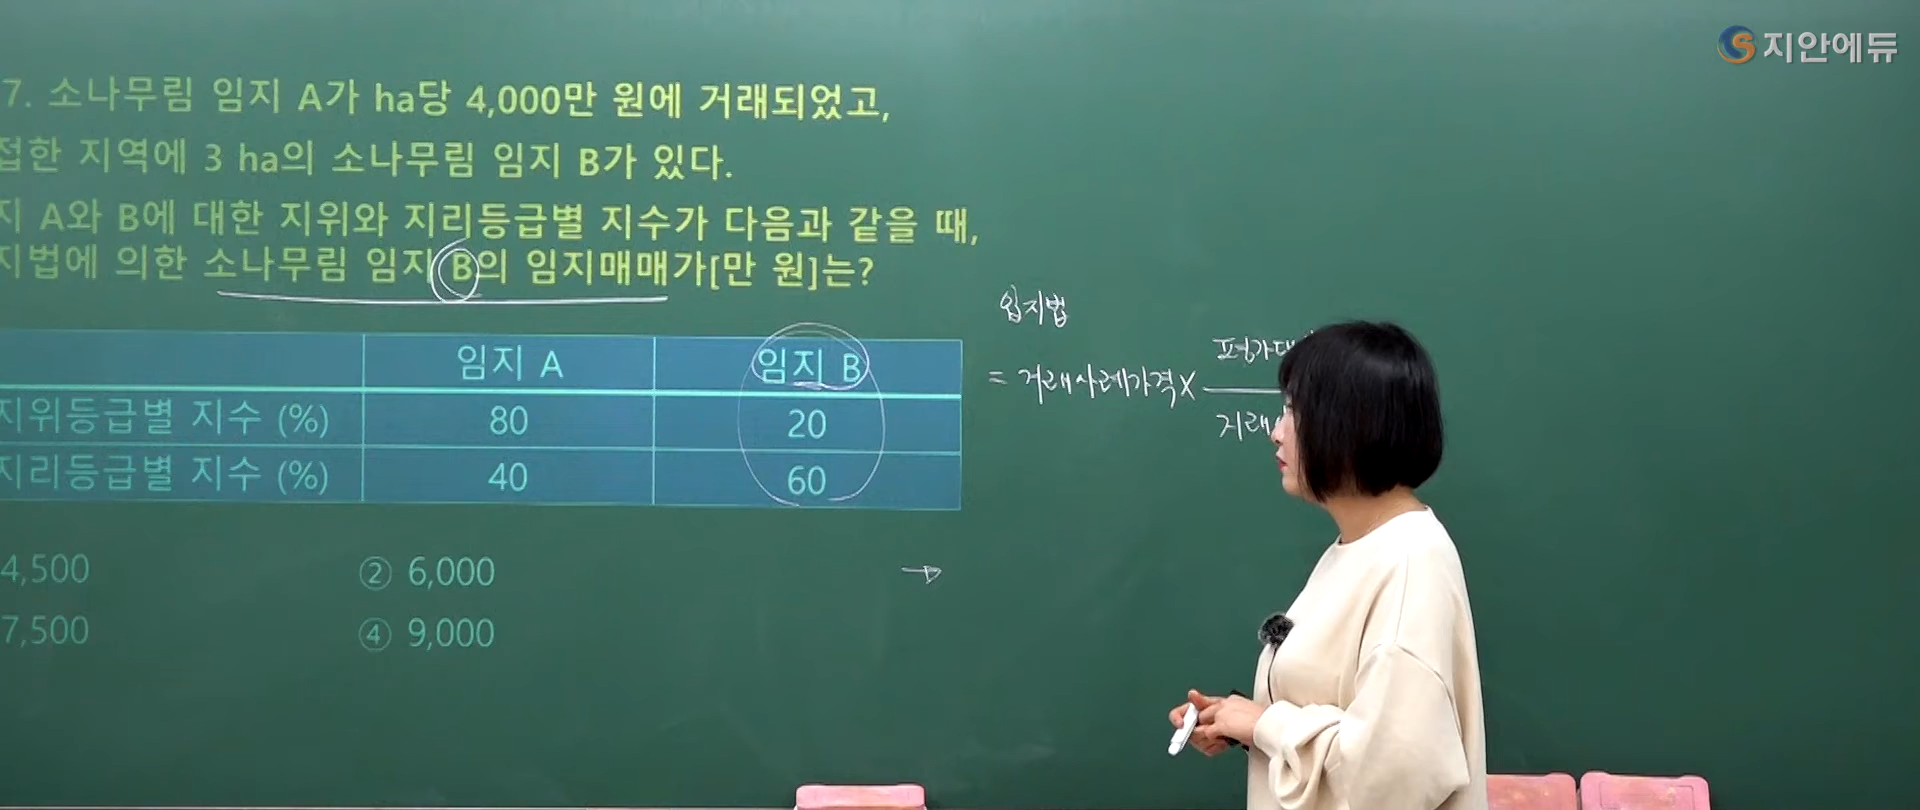 지안에듀
7. 소나무림 임지 A가 ha당 4,000만 원에 거래되었고,
접한 지역에 3 ha의 소나무림 임지 B가 있다.
지 A와 B에 대한 지위와 지리등급별 지수가 다음과 같을 때,
지법에 의한 소나무림 임지 B의 임지매매가[만 원]는?
임지 A 임지 B
지위등급별 지수 (%) 80 20
지리등급별 지수 (%) 40 60
4,500 ② 6,000
7,500 ④ 9,000
입지법
평가대
= 거래사례가격 X
거래